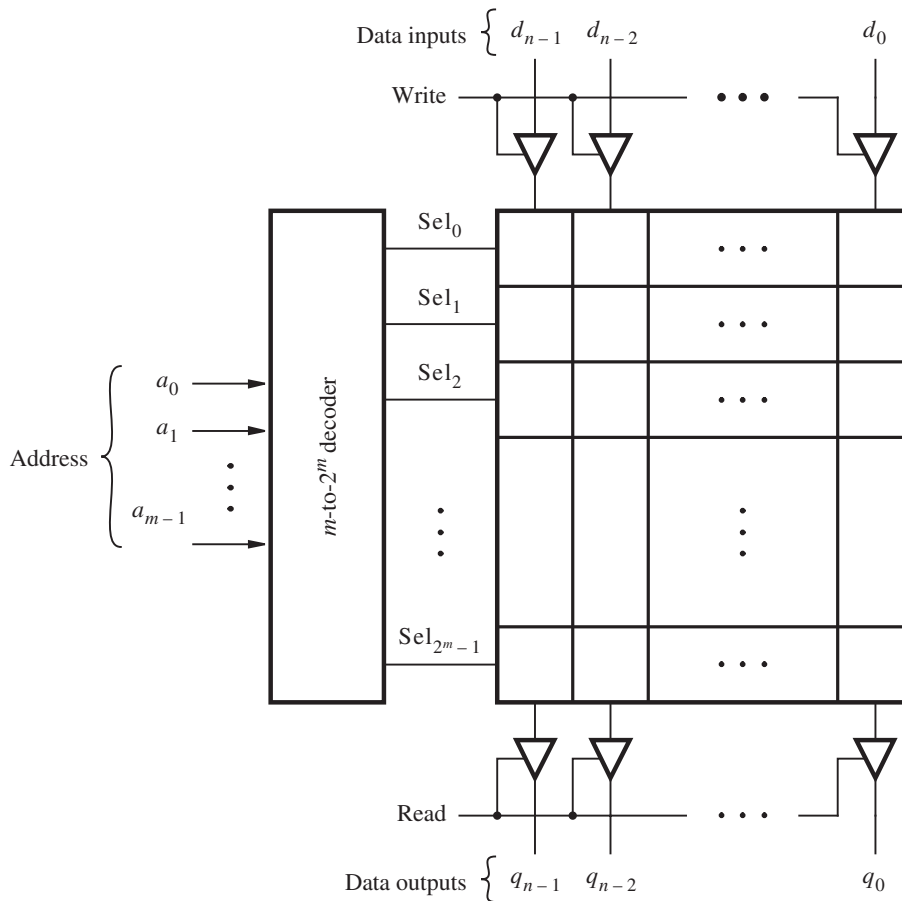 Data inputs { d_{n-1} d_{n-2} d_0
Write
Sel_0
Sel_1
Sel_2
Address { a_0
a_1
a_{m-1}
m-to-2^m decoder
Sel_{2^m-1}
Read
Data outputs { q_{n-1} q_{n-2} q_0